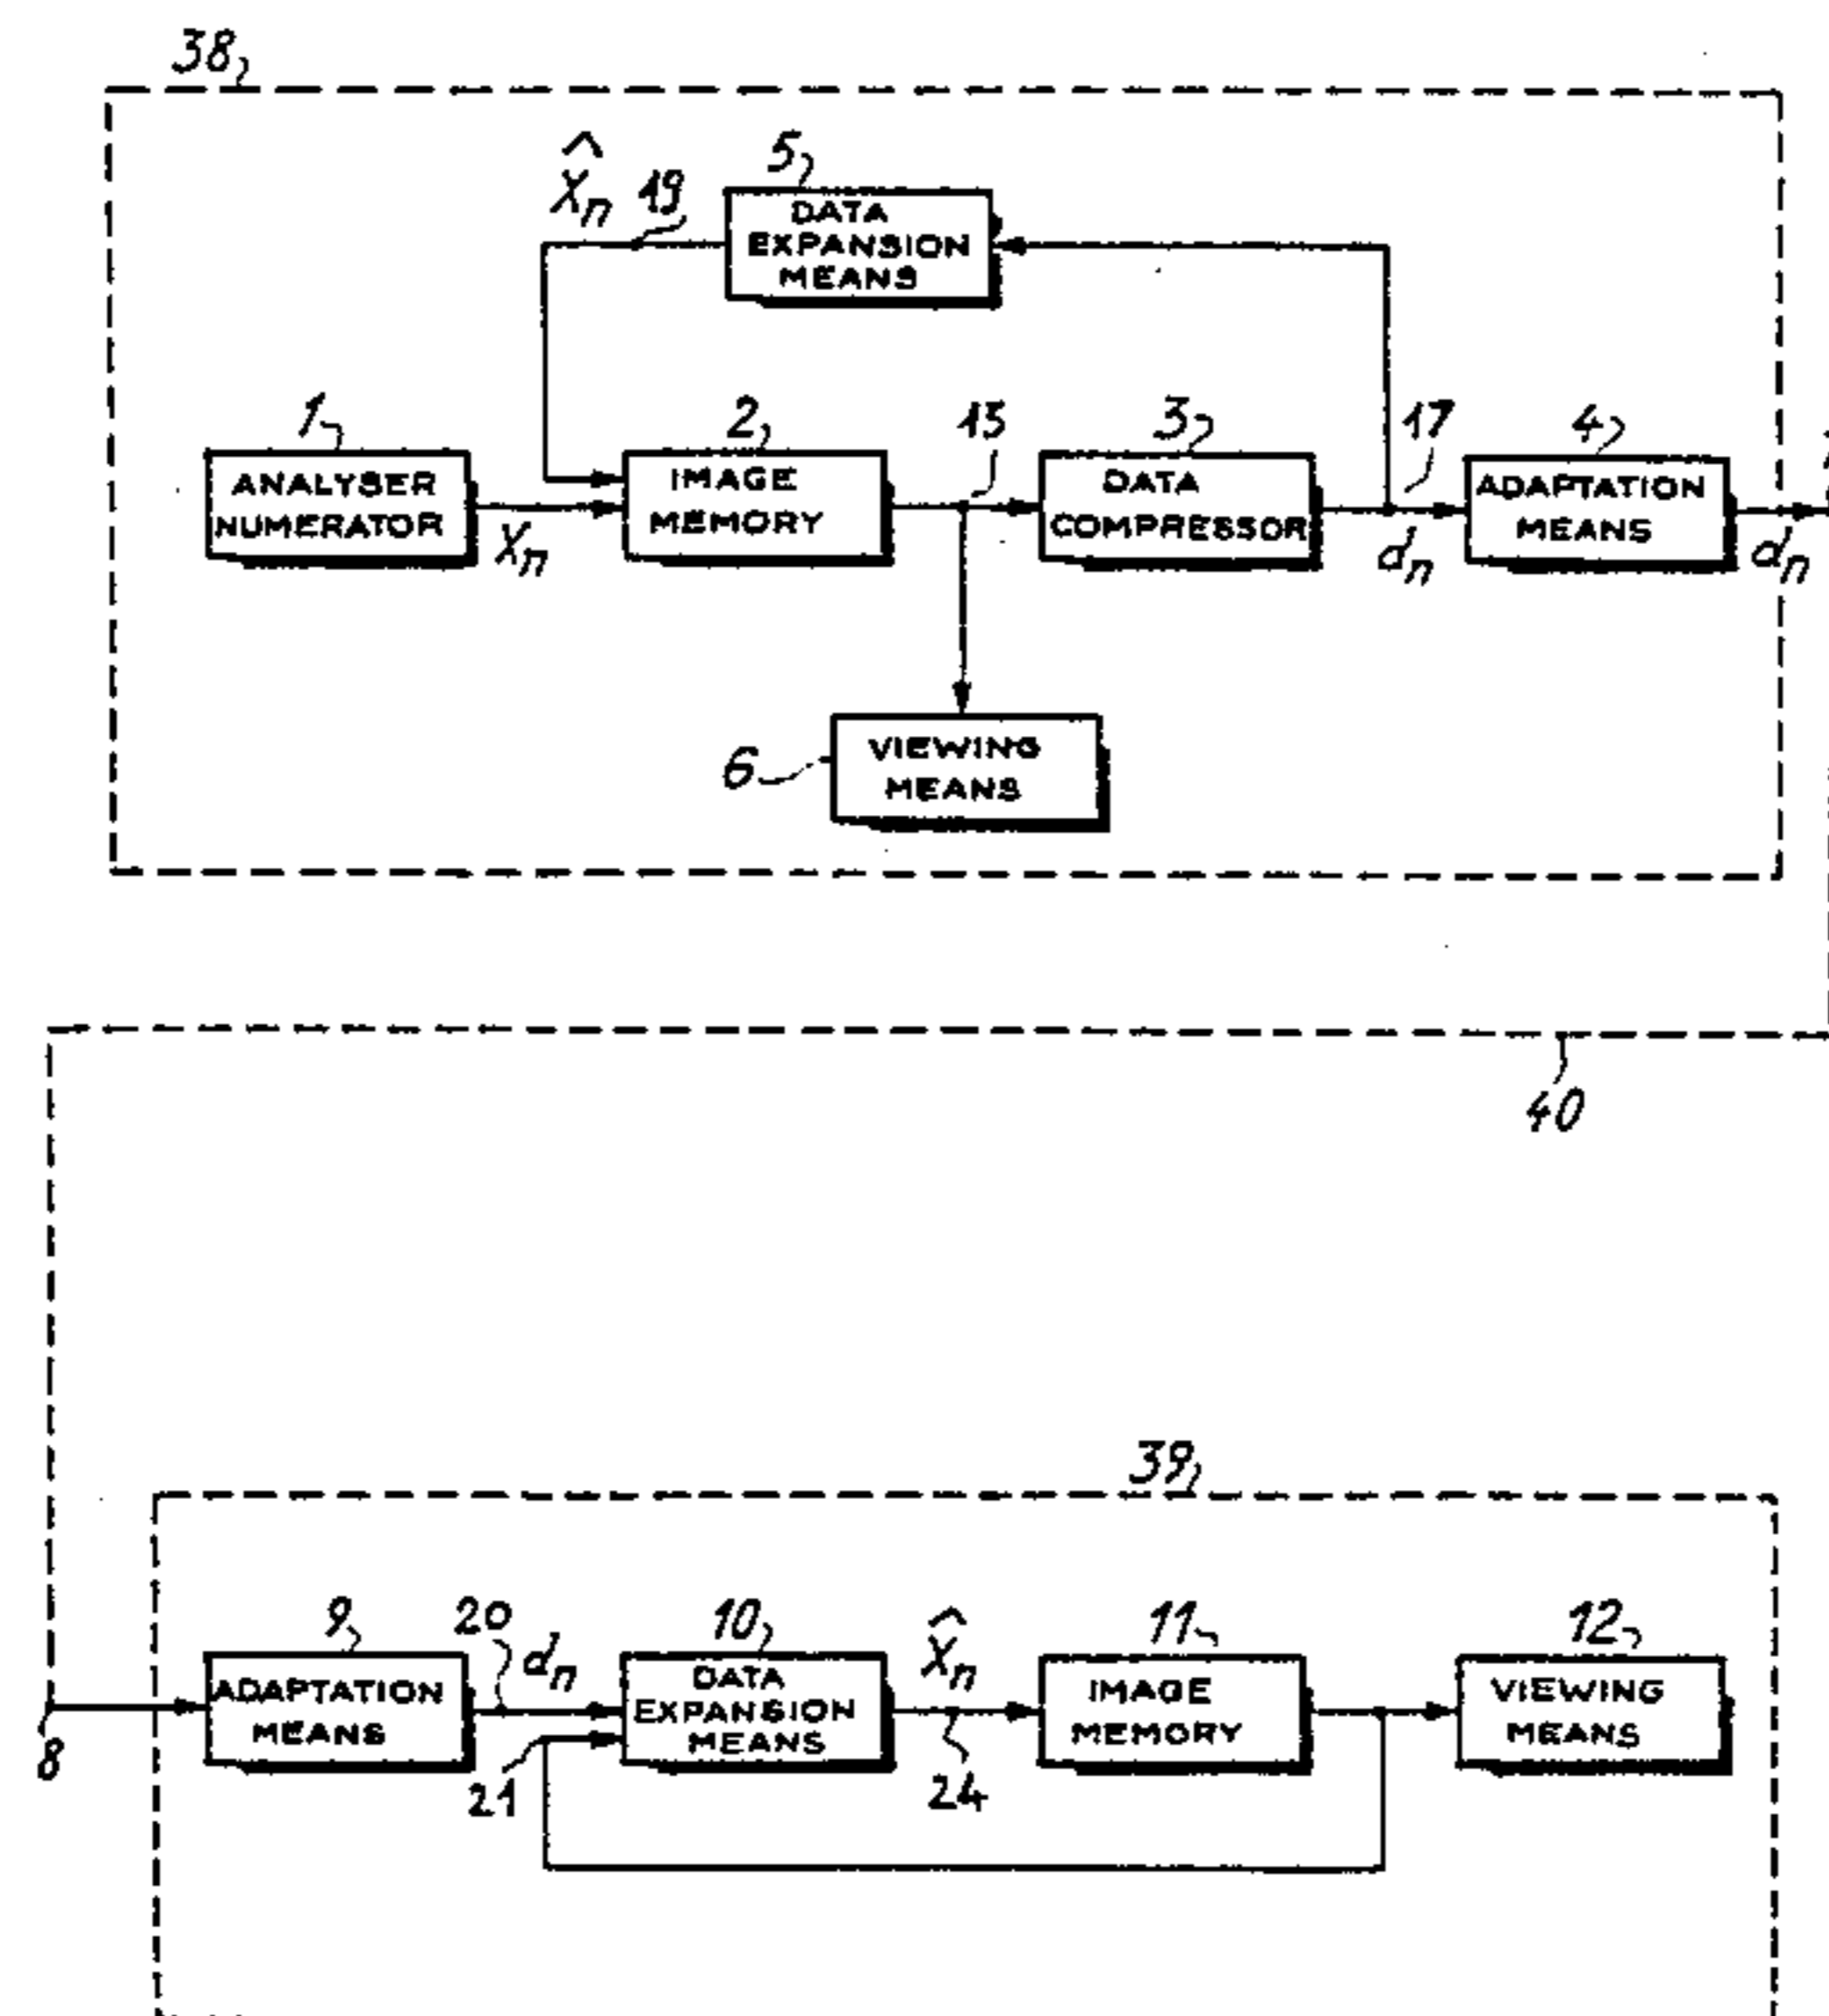 38
X̂n 19
5
DATA
EXPANSION
MEANS
1
ANALYSER
NUMERATOR
Xn
2
IMAGE
MEMORY
13
3
DATA
COMPRESSOR
17
dn
4
ADAPTATION
MEANS
dn
6
VIEWING
MEANS
40
39
8
9
ADAPTATION
MEANS
20 dn
21
10
DATA
EXPANSION
MEANS
X̂n
24
11
IMAGE
MEMORY
12
VIEWING
MEANS